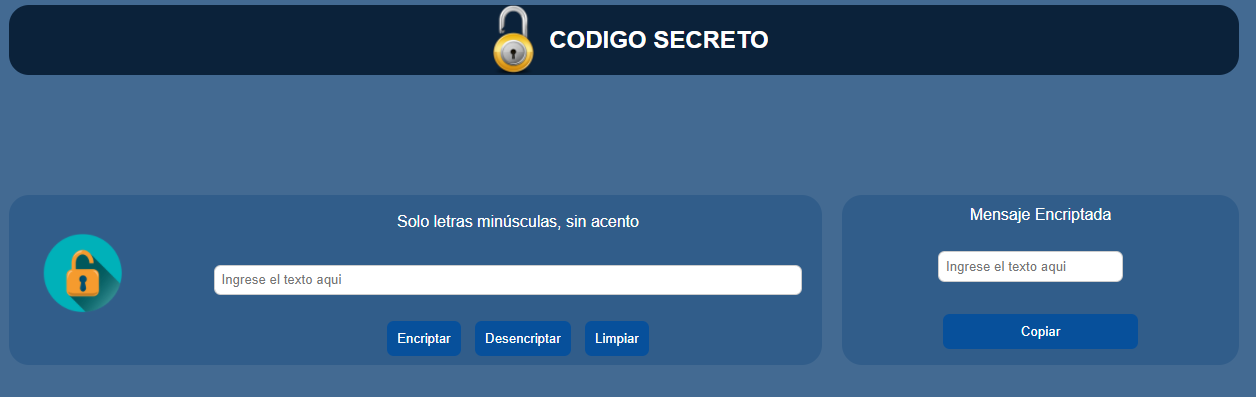 CODIGO SECRETO
Solo letras minúsculas, sin acento
Ingrese el texto aqui
Encriptar
Desencriptar
Limpiar
Mensaje Encriptada
Ingrese el texto aqui
Copiar